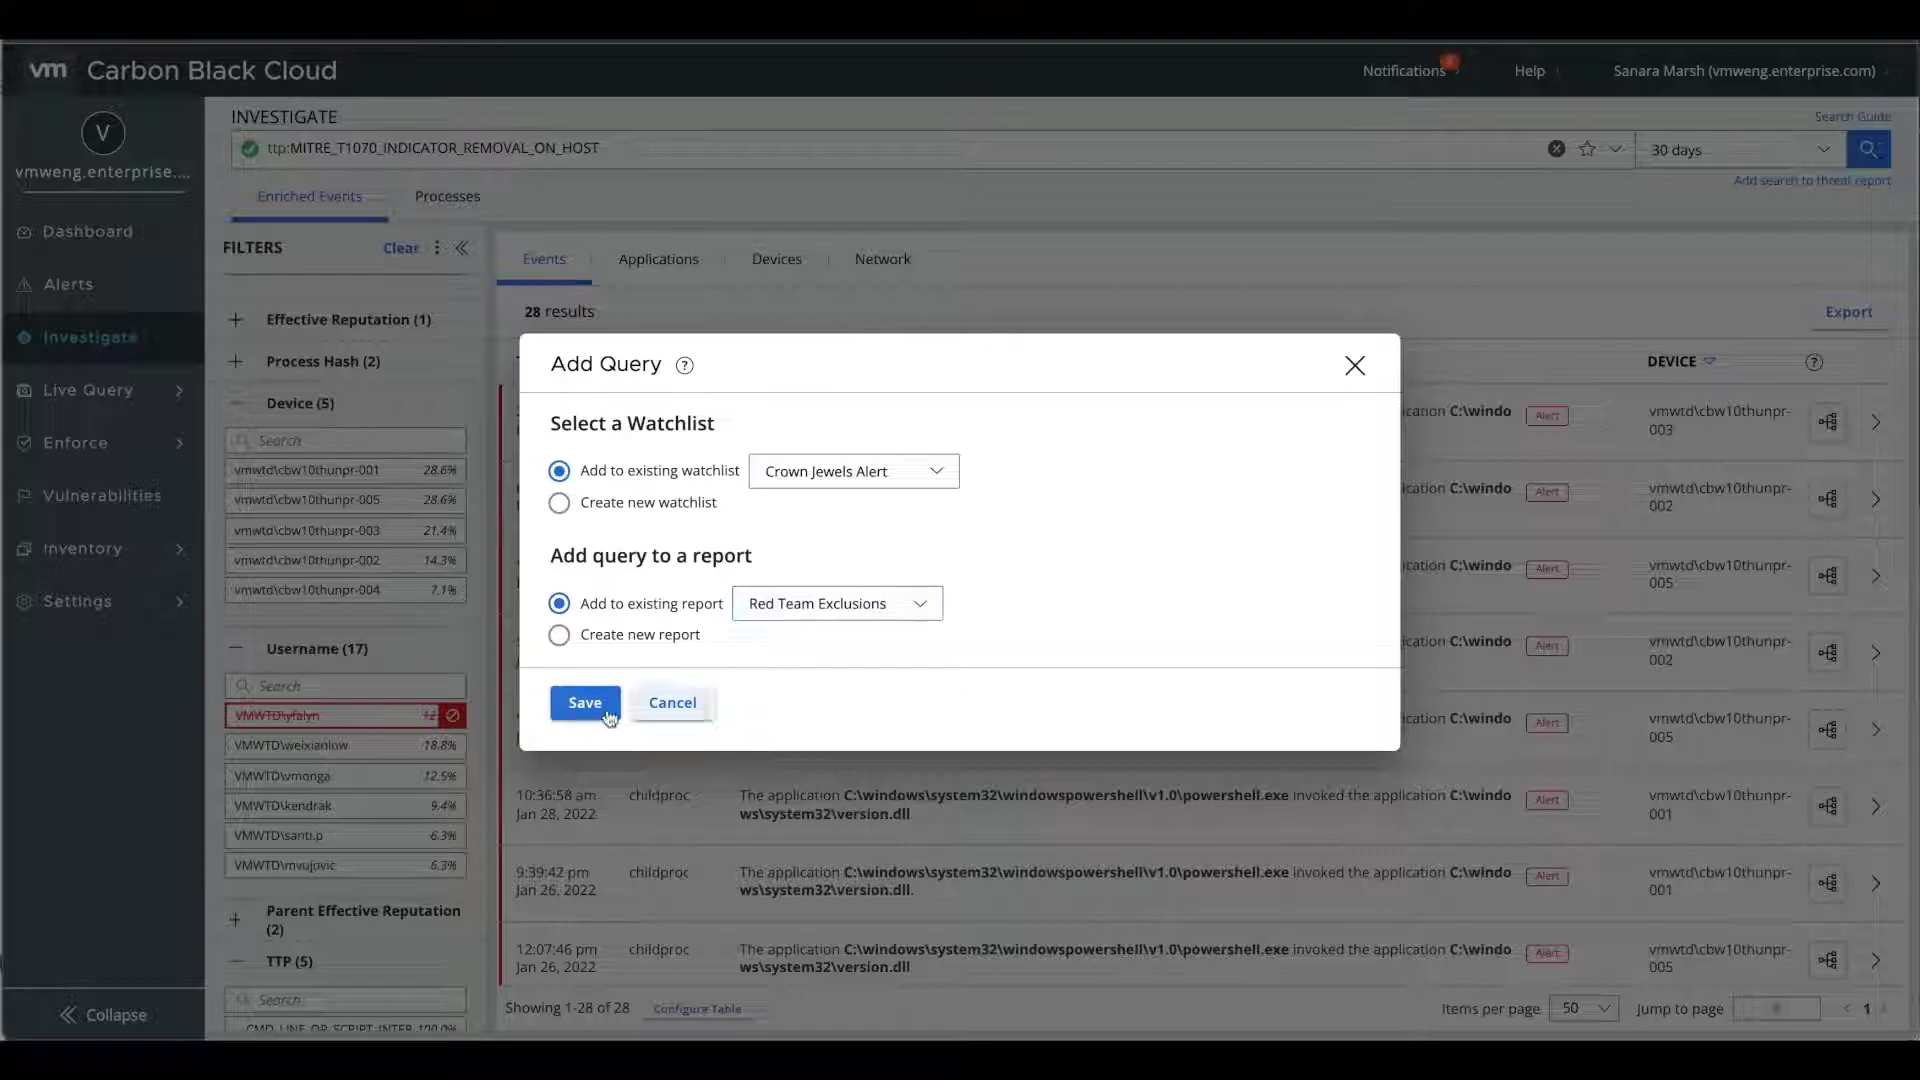 vm Carbon Black Cloud
Notifications
Help
Sanara Marsh (vmweng.enterprise.com)
V
vmweng.enterprise....
Dashboard
Alerts
Investigate
Live Query
Enforce
Vulnerabilities
Inventory
Settings
Collapse
INVESTIGATE
Search Guide
ttp:MITRE_T1070_INDICATOR_REMOVAL_ON_HOST
30 days
Add search to threat report
Enriched Events
Processes
FILTERS
Clear
Effective Reputation (1)
Process Hash (2)
Device (5)
Search
vmwtd\cbw10thunpr-001 28.6%
vmwtd\cbw10thunpr-005 28.6%
vmwtd\cbw10thunpr-003 21.4%
vmwtd\cbw10thunpr-002 14.3%
vmwtd\cbw10thunpr-004 7.1%
Username (17)
Search
VMWTD\yfalyn
VMWTD\weixianlow 18.8%
VMWTD\vmonga 12.5%
VMWTD\kendrak 9.4%
VMWTD\santi.p 6.3%
VMWTD\mvujovic 6.3%
Parent Effective Reputation
(2)
TTP (5)
Search
Events
Applications
Devices
Network
28 results
Export
DEVICE
Add Query
Select a Watchlist
Add to existing watchlist
Crown Jewels Alert
Create new watchlist
Add query to a report
Add to existing report
Red Team Exclusions
Create new report
Save
Cancel
ication C:\windo Alert vmwtd\cbw10thunpr-
003
ication C:\windo Alert vmwtd\cbw10thunpr-
002
ication C:\windo Alert vmwtd\cbw10thunpr-
005
ication C:\windo Alert vmwtd\cbw10thunpr-
002
ication C:\windo Alert vmwtd\cbw10thunpr-
005
10:36:58 am childproc The application C:\windows\system32\windowspowershell\v1.0\powershell.exe invoked the application C:\windo Alert vmwtd\cbw10thunpr-
Jan 28, 2022 ws\system32\version.dll 001
9:39:42 pm childproc The application C:\windows\system32\windowspowershell\v1.0\powershell.exe invoked the application C:\windo Alert vmwtd\cbw10thunpr-
Jan 26, 2022 ws\system32\version.dll. 001
12:07:46 pm childproc The application C:\windows\system32\windowspowershell\v1.0\powershell.exe invoked the application C:\windo Alert vmwtd\cbw10thunpr-
Jan 26, 2022 ws\system32\version.dll 005
Showing 1-28 of 28
Configure Table
Items per page 50
Jump to page
1